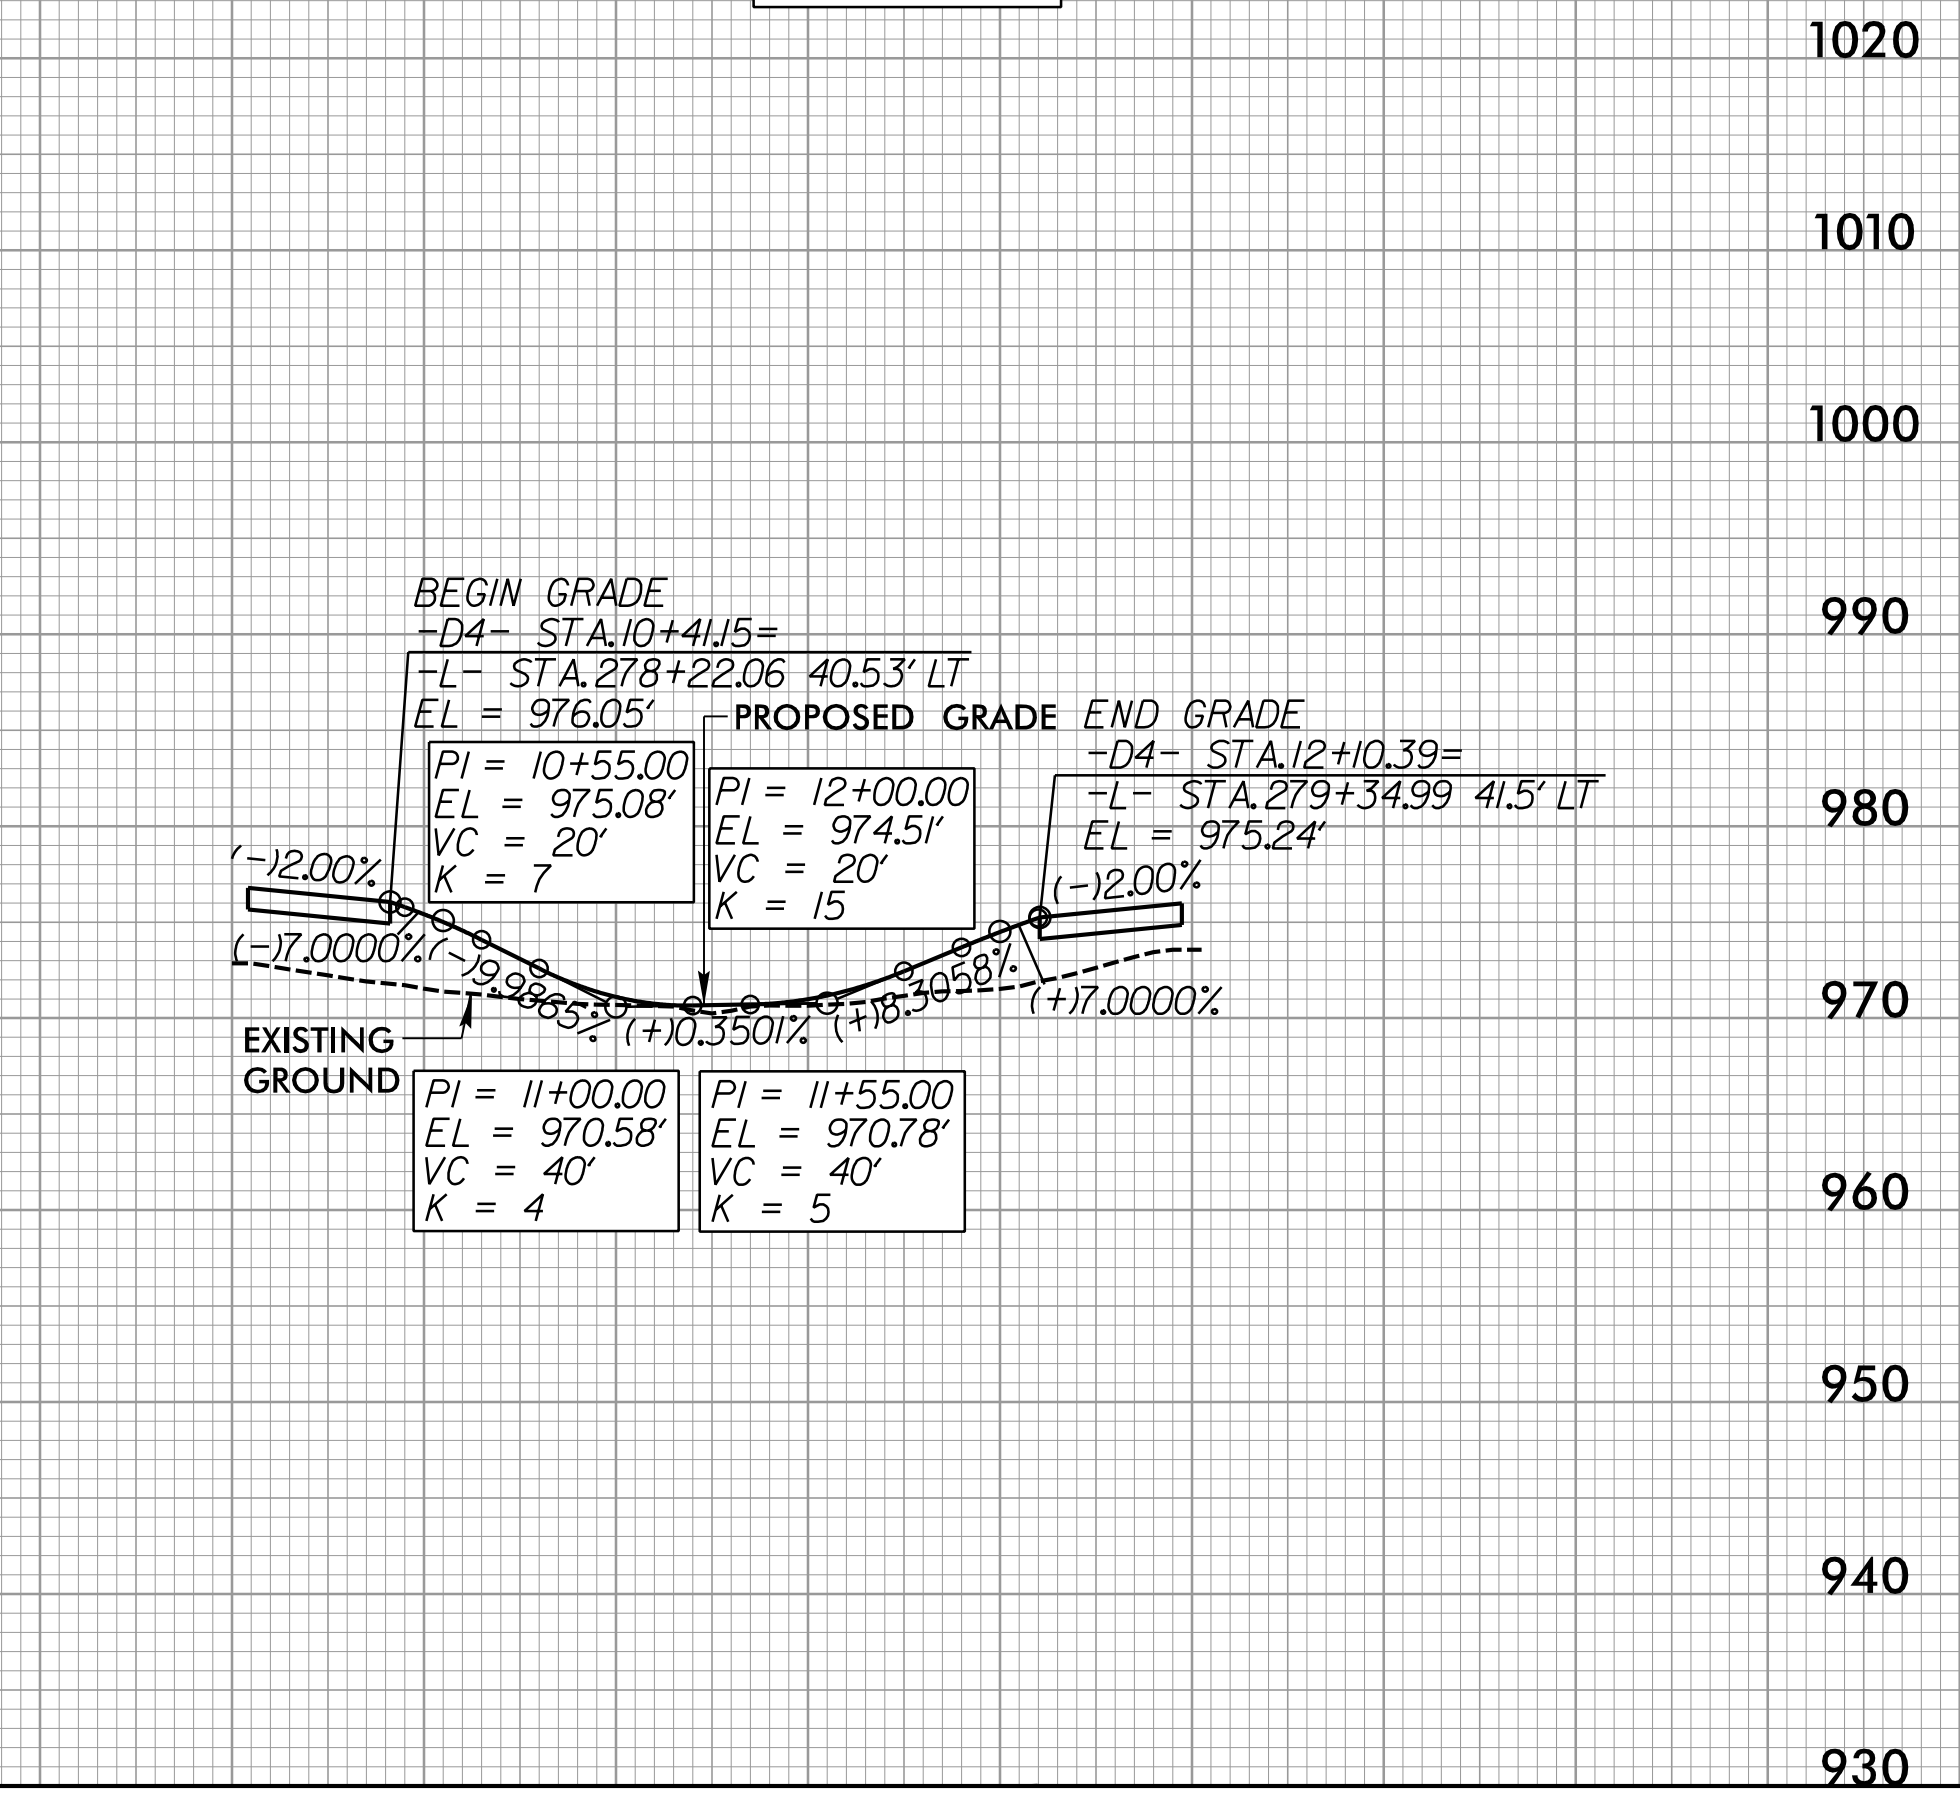 1020
1010
1000
990
980
970
960
950
940
930
BEGIN GRADE
-D4- STA.10+41.15=
-L- STA.278+22.06 40.53' LT
EL = 976.05'
PROPOSED GRADE
END GRADE
-D4- STA.12+10.39=
-L- STA.279+34.99 41.5' LT
EL = 975.24'
PI = 10+55.00
EL = 975.08'
VC = 20'
K = 7
PI = 12+00.00
EL = 974.51'
VC = 20'
K = 15
(-)2.00%
(-)2.00%
(-)7.0000%
(-)9.9865%
(+)0.3501%
(+)8.3058%
(+)7.0000%
EXISTING
GROUND
PI = 11+00.00
EL = 970.58'
VC = 40'
K = 4
PI = 11+55.00
EL = 970.78'
VC = 40'
K = 5